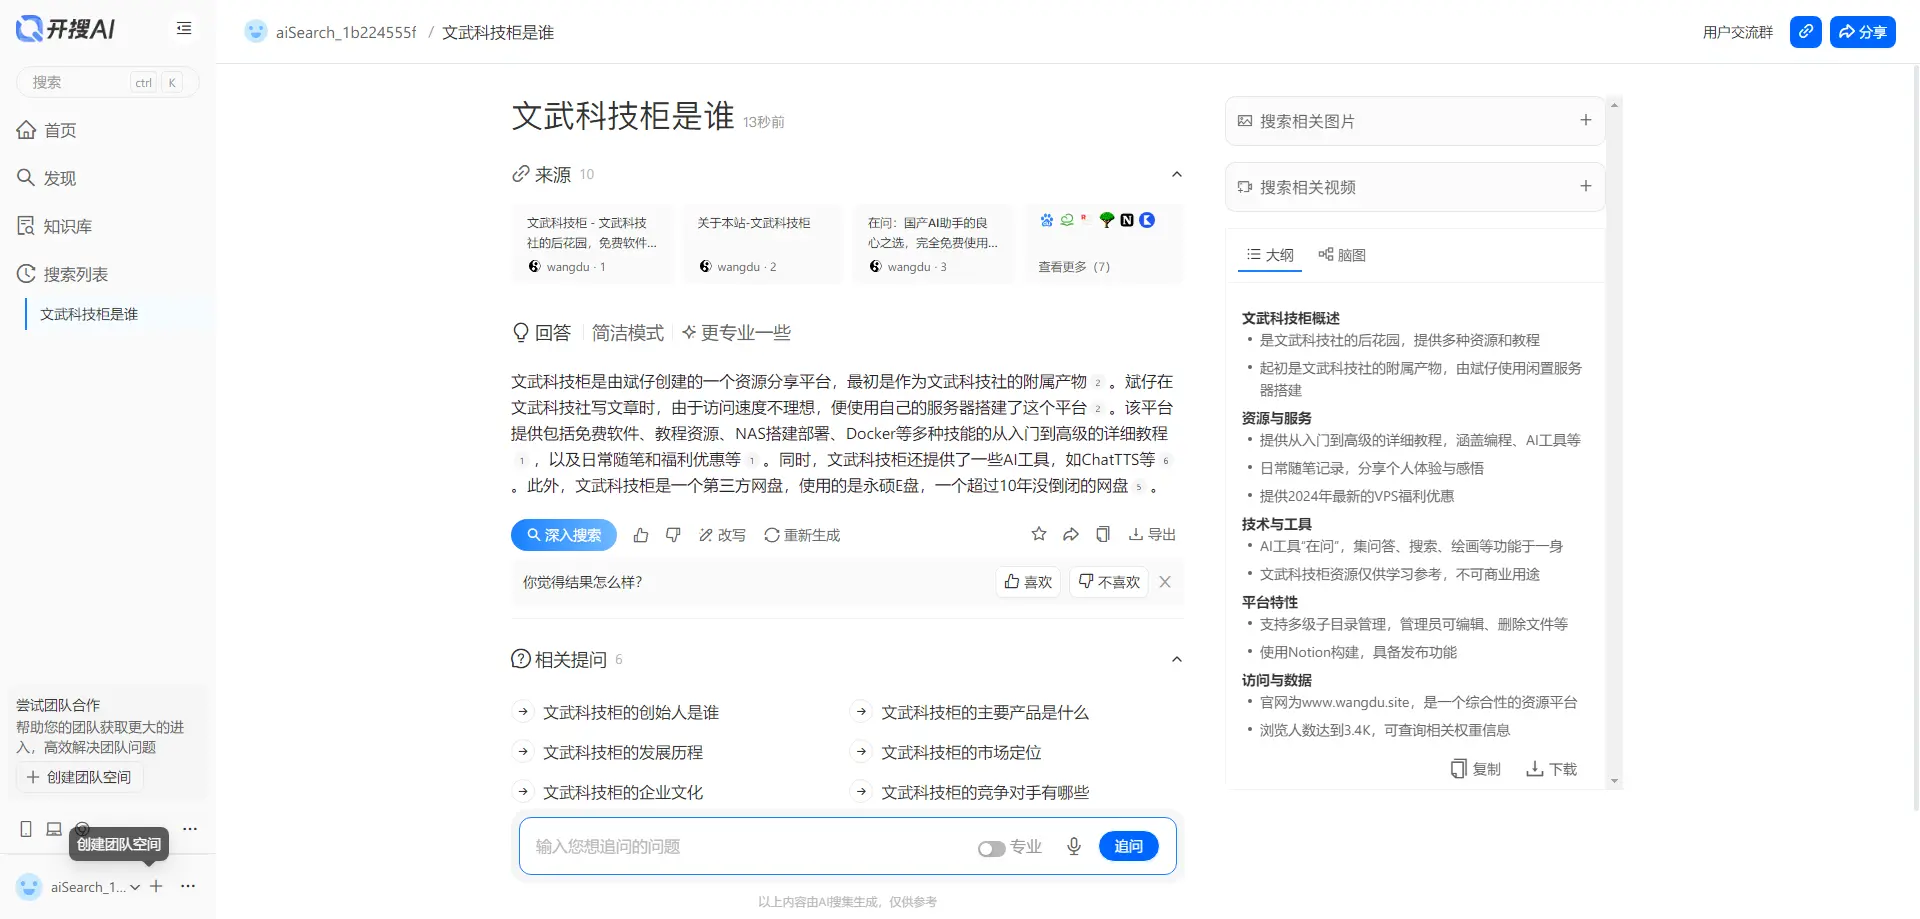 开搜AI
搜索 ctrl K
首页
发现
知识库
搜索列表
文武科技柜是谁
尝试团队合作
帮助您的团队获取更大的进
入，高效解决团队问题
创建团队空间
创建团队空间
aiSearch_1...
aiSearch_1b224555f / 文武科技柜是谁
用户交流群
分享
文武科技柜是谁 13秒前
来源 10
文武科技柜 - 文武科技
社的后花园，免费软件...
wangdu · 1
关于本站-文武科技柜
wangdu · 2
在问：国产AI助手的良
心之选，完全免费使用...
wangdu · 3
查看更多（7）
回答 简洁模式 更专业一些
文武科技柜是由斌仔创建的一个资源分享平台，最初是作为文武科技社的附属产物 2 。斌仔在
文武科技社写文章时，由于访问速度不理想，便使用自己的服务器搭建了这个平台 2 。该平台
提供包括免费软件、教程资源、NAS搭建部署、Docker等多种技能的从入门到高级的详细教程
1 ，以及日常随笔和福利优惠等 1 。同时，文武科技柜还提供了一些AI工具，如ChatTTS等 6
。此外，文武科技柜是一个第三方网盘，使用的是永硕E盘，一个超过10年没倒闭的网盘 5 。
深入搜索 改写 重新生成 导出
你觉得结果怎么样？ 喜欢 不喜欢
相关提问 6
文武科技柜的创始人是谁
文武科技柜的主要产品是什么
文武科技柜的发展历程
文武科技柜的市场定位
文武科技柜的企业文化
文武科技柜的竞争对手有哪些
输入您想追问的问题 专业 追问
以上内容由AI搜集生成，仅供参考
搜索相关图片
搜索相关视频
大纲 脑图
文武科技柜概述
• 是文武科技社的后花园，提供多种资源和教程
• 起初是文武科技社的附属产物，由斌仔使用闲置服务
器搭建
资源与服务
• 提供从入门到高级的详细教程，涵盖编程、AI工具等
• 日常随笔记录，分享个人体验与感悟
• 提供2024年最新的VPS福利优惠
技术与工具
• AI工具“在问”，集问答、搜索、绘画等功能于一身
• 文武科技柜资源仅供学习参考，不可商业用途
平台特性
• 支持多级子目录管理，管理员可编辑、删除文件等
• 使用Notion构建，具备发布功能
访问与数据
• 官网为www.wangdu.site，是一个综合性的资源平台
• 浏览人数达到3.4K，可查询相关权重信息
复制 下载